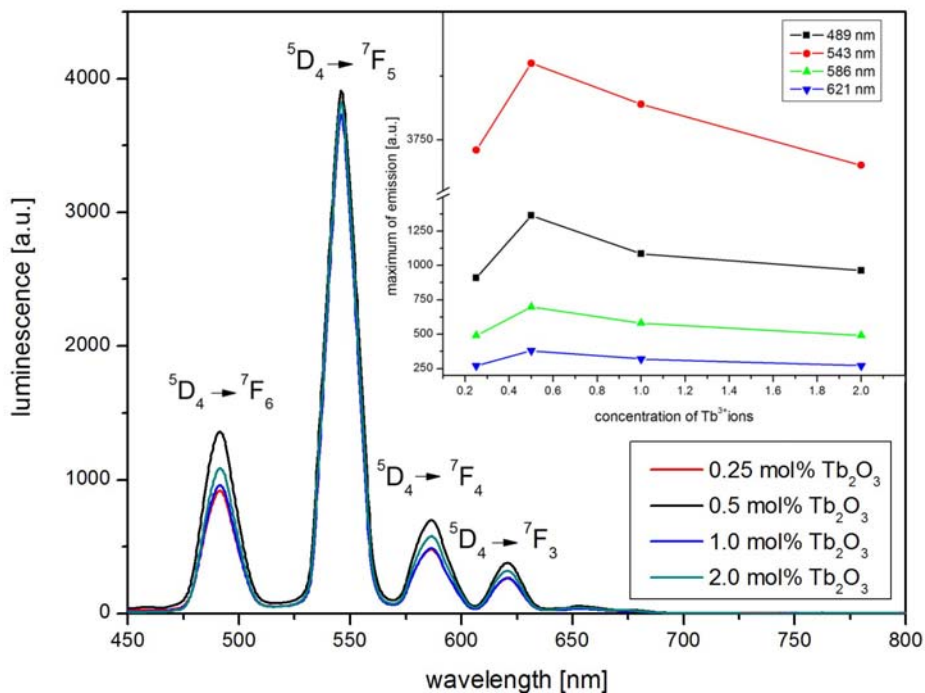 luminescence [a.u.]
4000
3000
2000
1000
0
450 500 550 600 650 700 750 800
wavelength [nm]
⁵D₄ → ⁷F₅
⁵D₄ → ⁷F₆
⁵D₄ → ⁷F₄
⁵D₄ → ⁷F₃
489 nm
543 nm
586 nm
621 nm
maximum of emission [a.u.]
3750
1250
1000
750
500
250
0.2 0.4 0.6 0.8 1.0 1.2 1.4 1.6 1.8 2.0
concentration of Tb³⁺ions
0.25 mol% Tb₂O₃
0.5 mol% Tb₂O₃
1.0 mol% Tb₂O₃
2.0 mol% Tb₂O₃